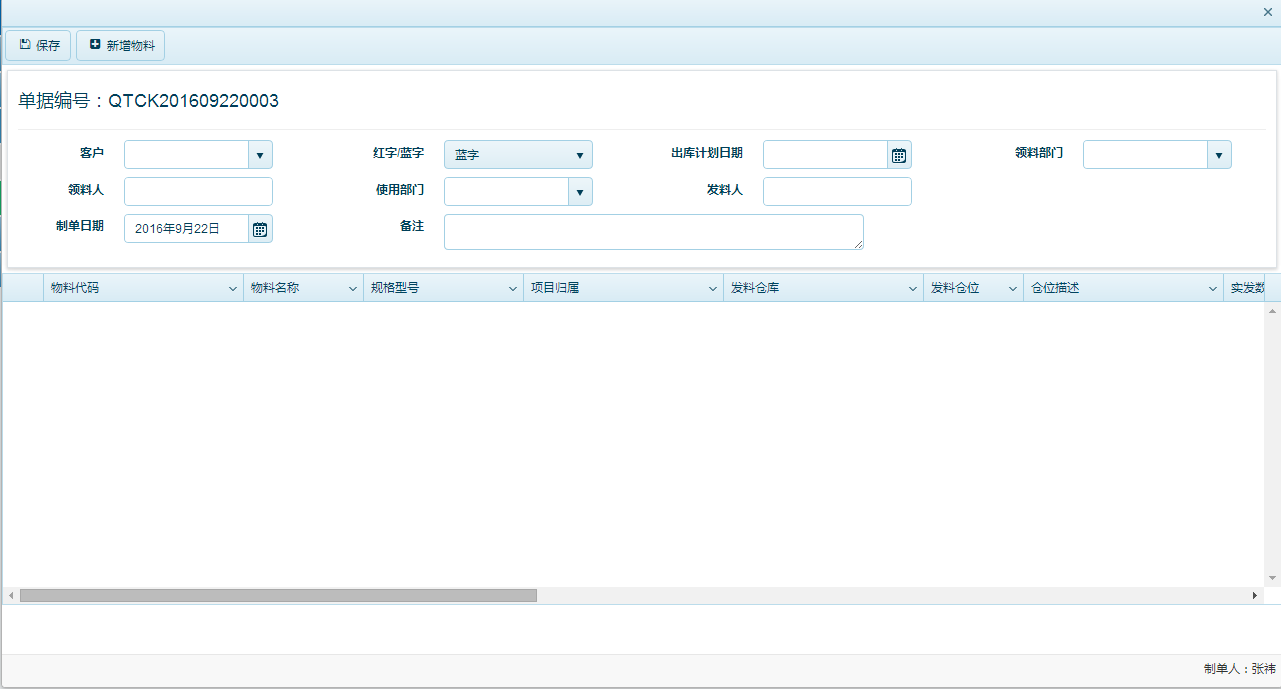 保存 新增物料
单据编号：QTCK201609220003
客户 红字/蓝字 蓝字 出库计划日期 领料部门
领料人 使用部门 发料人
制单日期 2016年9月22日 备注
物料代码 物料名称 规格型号 项目归属 发料仓库 发料仓位 仓位描述 实发数
制单人：张祎